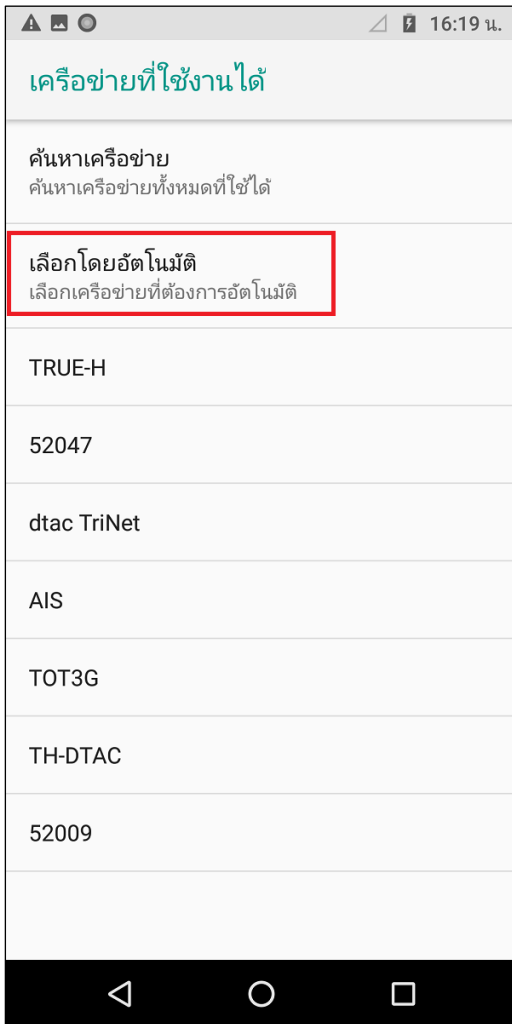 16:19 น.
เครือข่ายที่ใช้งานได้
ค้นหาเครือข่าย
ค้นหาเครือข่ายทั้งหมดที่ใช้ได้
เลือกโดยอัตโนมัติ
เลือกเครือข่ายที่ต้องการอัตโนมัติ
TRUE-H
52047
dtac TriNet
AIS
TOT3G
TH-DTAC
52009